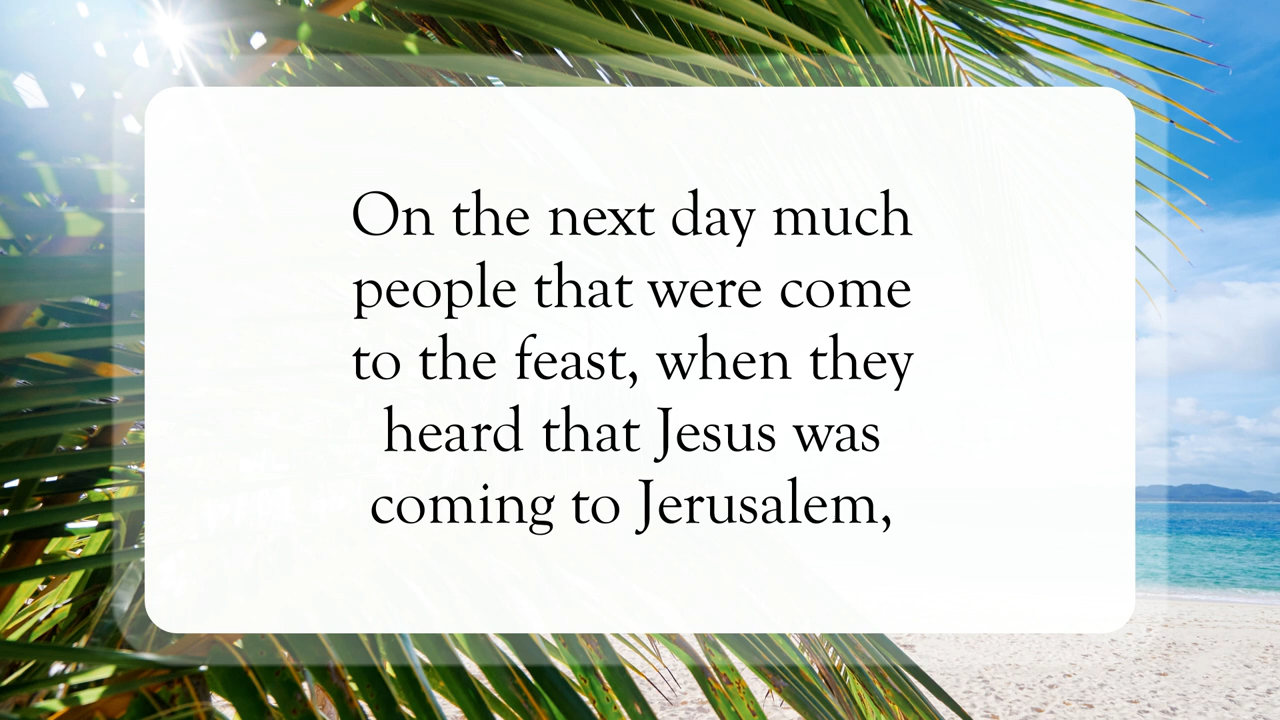 On the next day much
people that were come
to the feast, when they
heard that Jesus was
coming to Jerusalem,